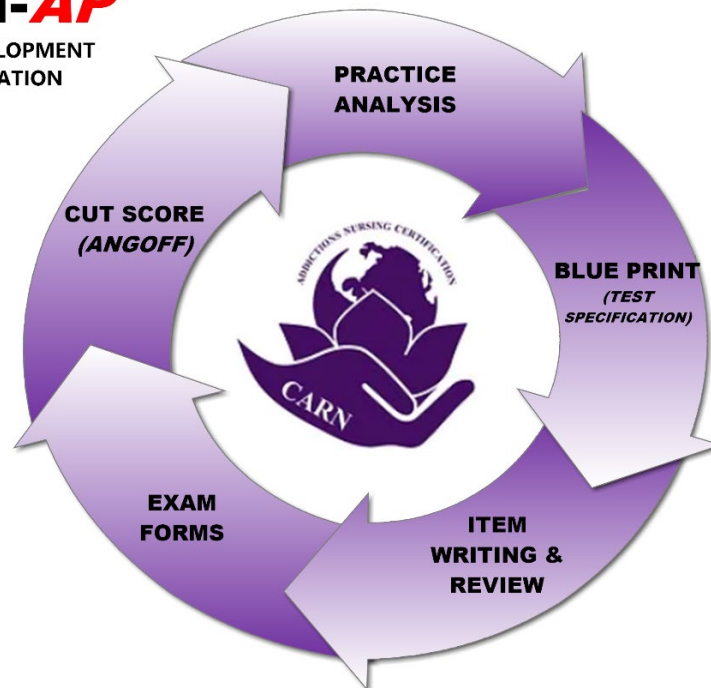 -AP
LOPMENT
ATION
PRACTICE
ANALYSIS
BLUE PRINT
(TEST
SPECIFICATION)
ITEM
WRITING &
REVIEW
EXAM
FORMS
CUT SCORE
(ANGOFF)
ADDICTIONS NURSING CERTIFICATION
CARN